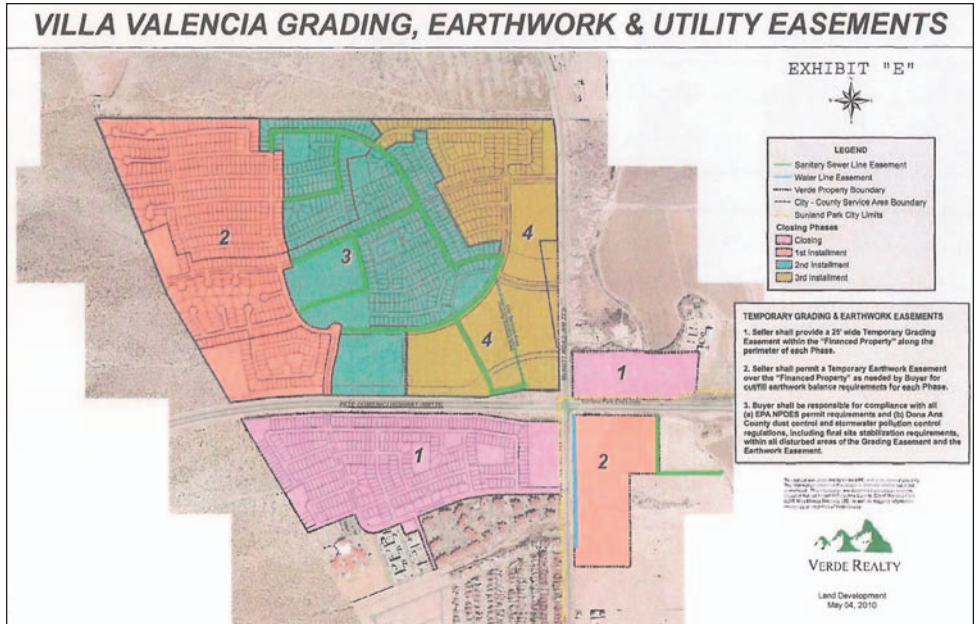 VILLA VALENCIA GRADING, EARTHWORK & UTILITY EASEMENTS
EXHIBIT "E"
LEGEND
Sanitary Sewer Line Easement
Water Line Easement
Verde Property Boundary
City - County Service Area Boundary
Sunland Park City Limits
Closing Phases
Closing
1st Installment
2nd Installment
3rd Installment
2
3
4
4
1
PETE DOMENICI HIGHWAY
1
2
TEMPORARY GRADING & EARTHWORK EASEMENTS
1. Seller shall provide a 25' wide Temporary Grading
Easement within the "Financed Property" along the
perimeter of each Phase.
2. Seller shall permit a Temporary Earthwork Easement
over the "Financed Property" as needed by Buyer for
cut/fill earthwork balance requirements for each Phase.
3. Buyer shall be responsible for compliance with all
(a) EPA NPDES permit requirements and (b) Dona Ana
County dust control and stormwater pollution control
regulations, including final site stabilization requirements,
within all disturbed areas of the Grading Easement and the
Earthwork Easement.
VERDE REALTY
Land Development
May 04, 2010